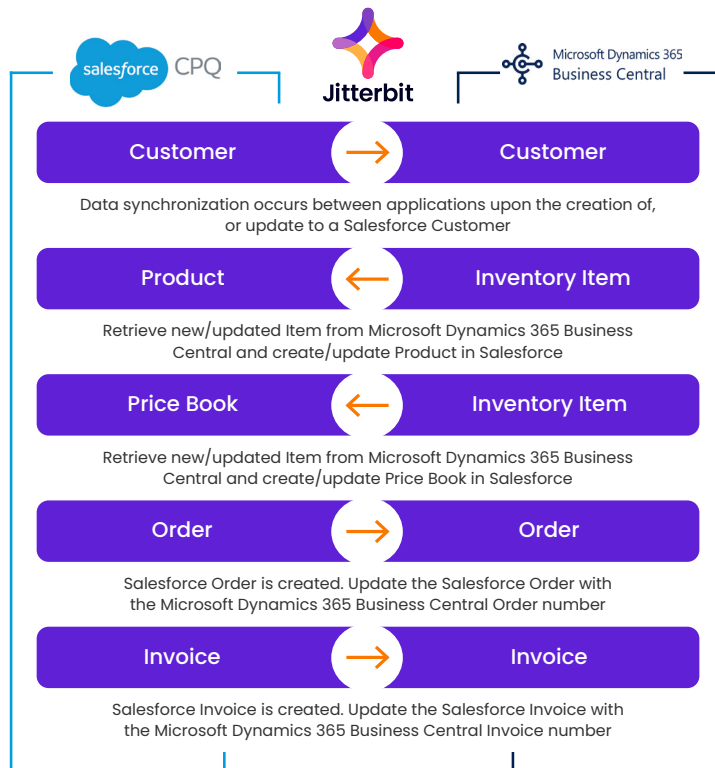 salesforce CPQ
Jitterbit
Microsoft Dynamics 365
Business Central
Customer
Customer
Data synchronization occurs between applications upon the creation of,
or update to a Salesforce Customer
Product
Inventory Item
Retrieve new/updated Item from Microsoft Dynamics 365 Business
Central and create/update Product in Salesforce
Price Book
Inventory Item
Retrieve new/updated Item from Microsoft Dynamics 365 Business
Central and create/update Price Book in Salesforce
Order
Order
Salesforce Order is created. Update the Salesforce Order with
the Microsoft Dynamics 365 Business Central Order number
Invoice
Invoice
Salesforce Invoice is created. Update the Salesforce Invoice with
the Microsoft Dynamics 365 Business Central Invoice number